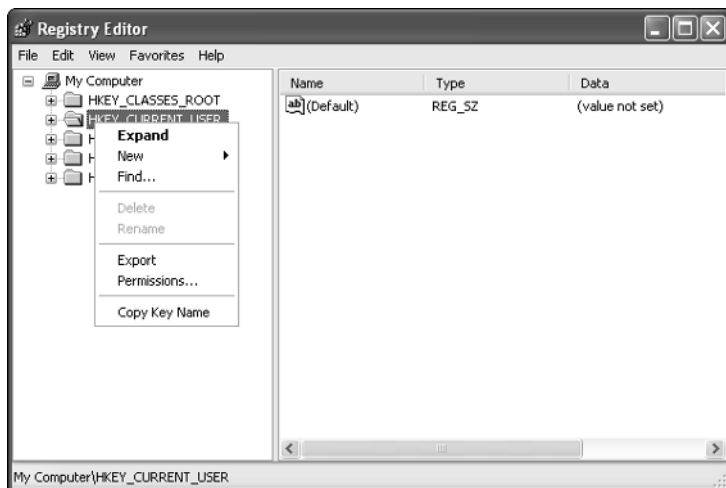 Registry Editor
File Edit View Favorites Help
My Computer
HKEY_CLASSES_ROOT
HKEY_CURRENT_USER
H
H
H
Expand
New
Find...
Delete
Rename
Export
Permissions...
Copy Key Name
Name Type Data
ab (Default) REG_SZ (value not set)
My Computer\HKEY_CURRENT_USER